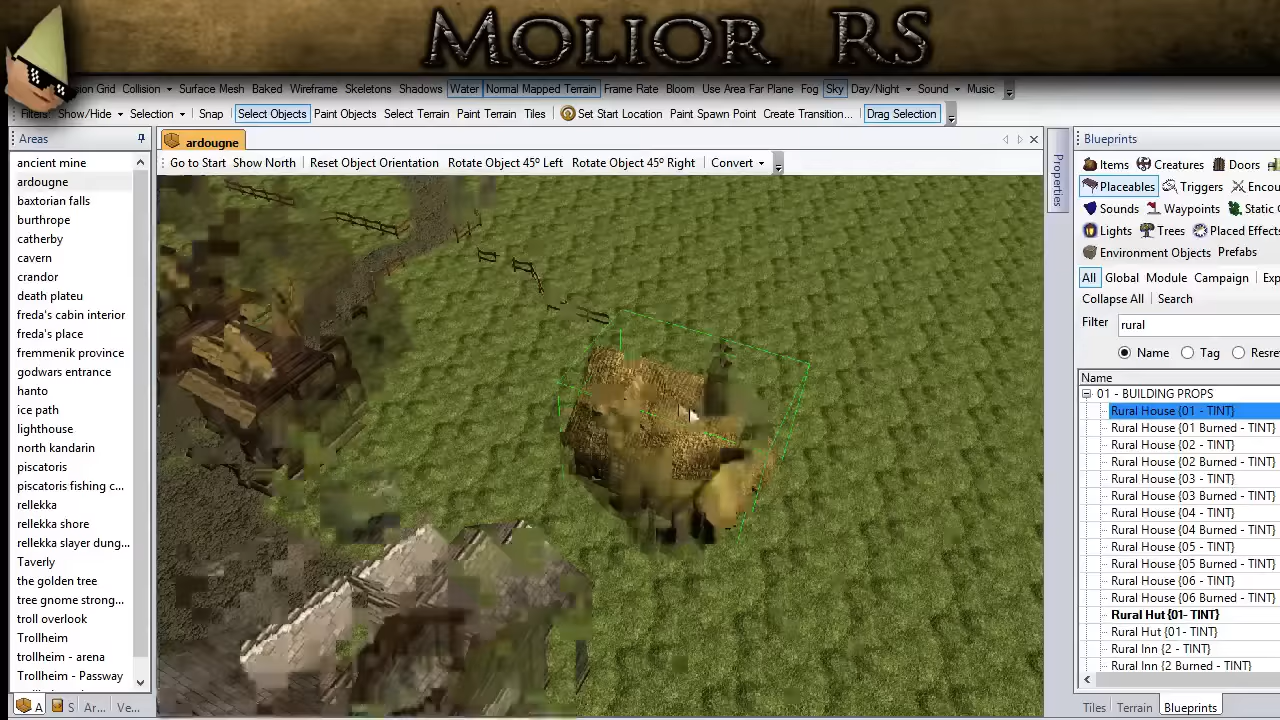 MOLIOR RS
on Grid Collision Surface Mesh Baked Wireframe Skeletons Shadows Water Normal Mapped Terrain Frame Rate Bloom Use Area Far Plane Fog Sky Day/Night Sound Music
Filters: Show/Hide Selection Snap Select Objects Paint Objects Select Terrain Paint Terrain Tiles Set Start Location Paint Spawn Point Create Transition... Drag Selection
Areas
ancient mine
ardougne
baxtorian falls
burthrope
catherby
cavern
crandor
death plateu
freda's cabin interior
freda's place
fremmenik province
godwars entrance
hanto
ice path
lighthouse
north kandarin
piscatoris
piscatoris fishing c...
rellekka
rellekka shore
rellekka slayer dung...
Taverly
the golden tree
tree gnome strong...
troll overlook
Trollheim
trollheim - arena
Trollheim - Passway
A S Ar... Ve...
ardougne
Go to Start Show North Reset Object Orientation Rotate Object 45º Left Rotate Object 45º Right Convert
Properties
Blueprints
Items Creatures Doors
Placeables Triggers Encou
Sounds Waypoints Static
Lights Trees Placed Effects
Environment Objects Prefabs
All Global Module Campaign Exp
Collapse All Search
Filter rural
Name Tag Resre
Name
01 - BUILDING PROPS
Rural House {01 - TINT}
Rural House {01 Burned - TINT}
Rural House {02 - TINT}
Rural House {02 Burned - TINT}
Rural House {03 - TINT}
Rural House {03 Burned - TINT}
Rural House {04 - TINT}
Rural House {04 Burned - TINT}
Rural House {05 - TINT}
Rural House {05 Burned - TINT}
Rural House {06 - TINT}
Rural House {06 Burned - TINT}
Rural Hut {01- TINT}
Rural Hut {01- TINT}
Rural Inn {2 - TINT}
Rural Inn {2 Burned - TINT}
Tiles Terrain Blueprints